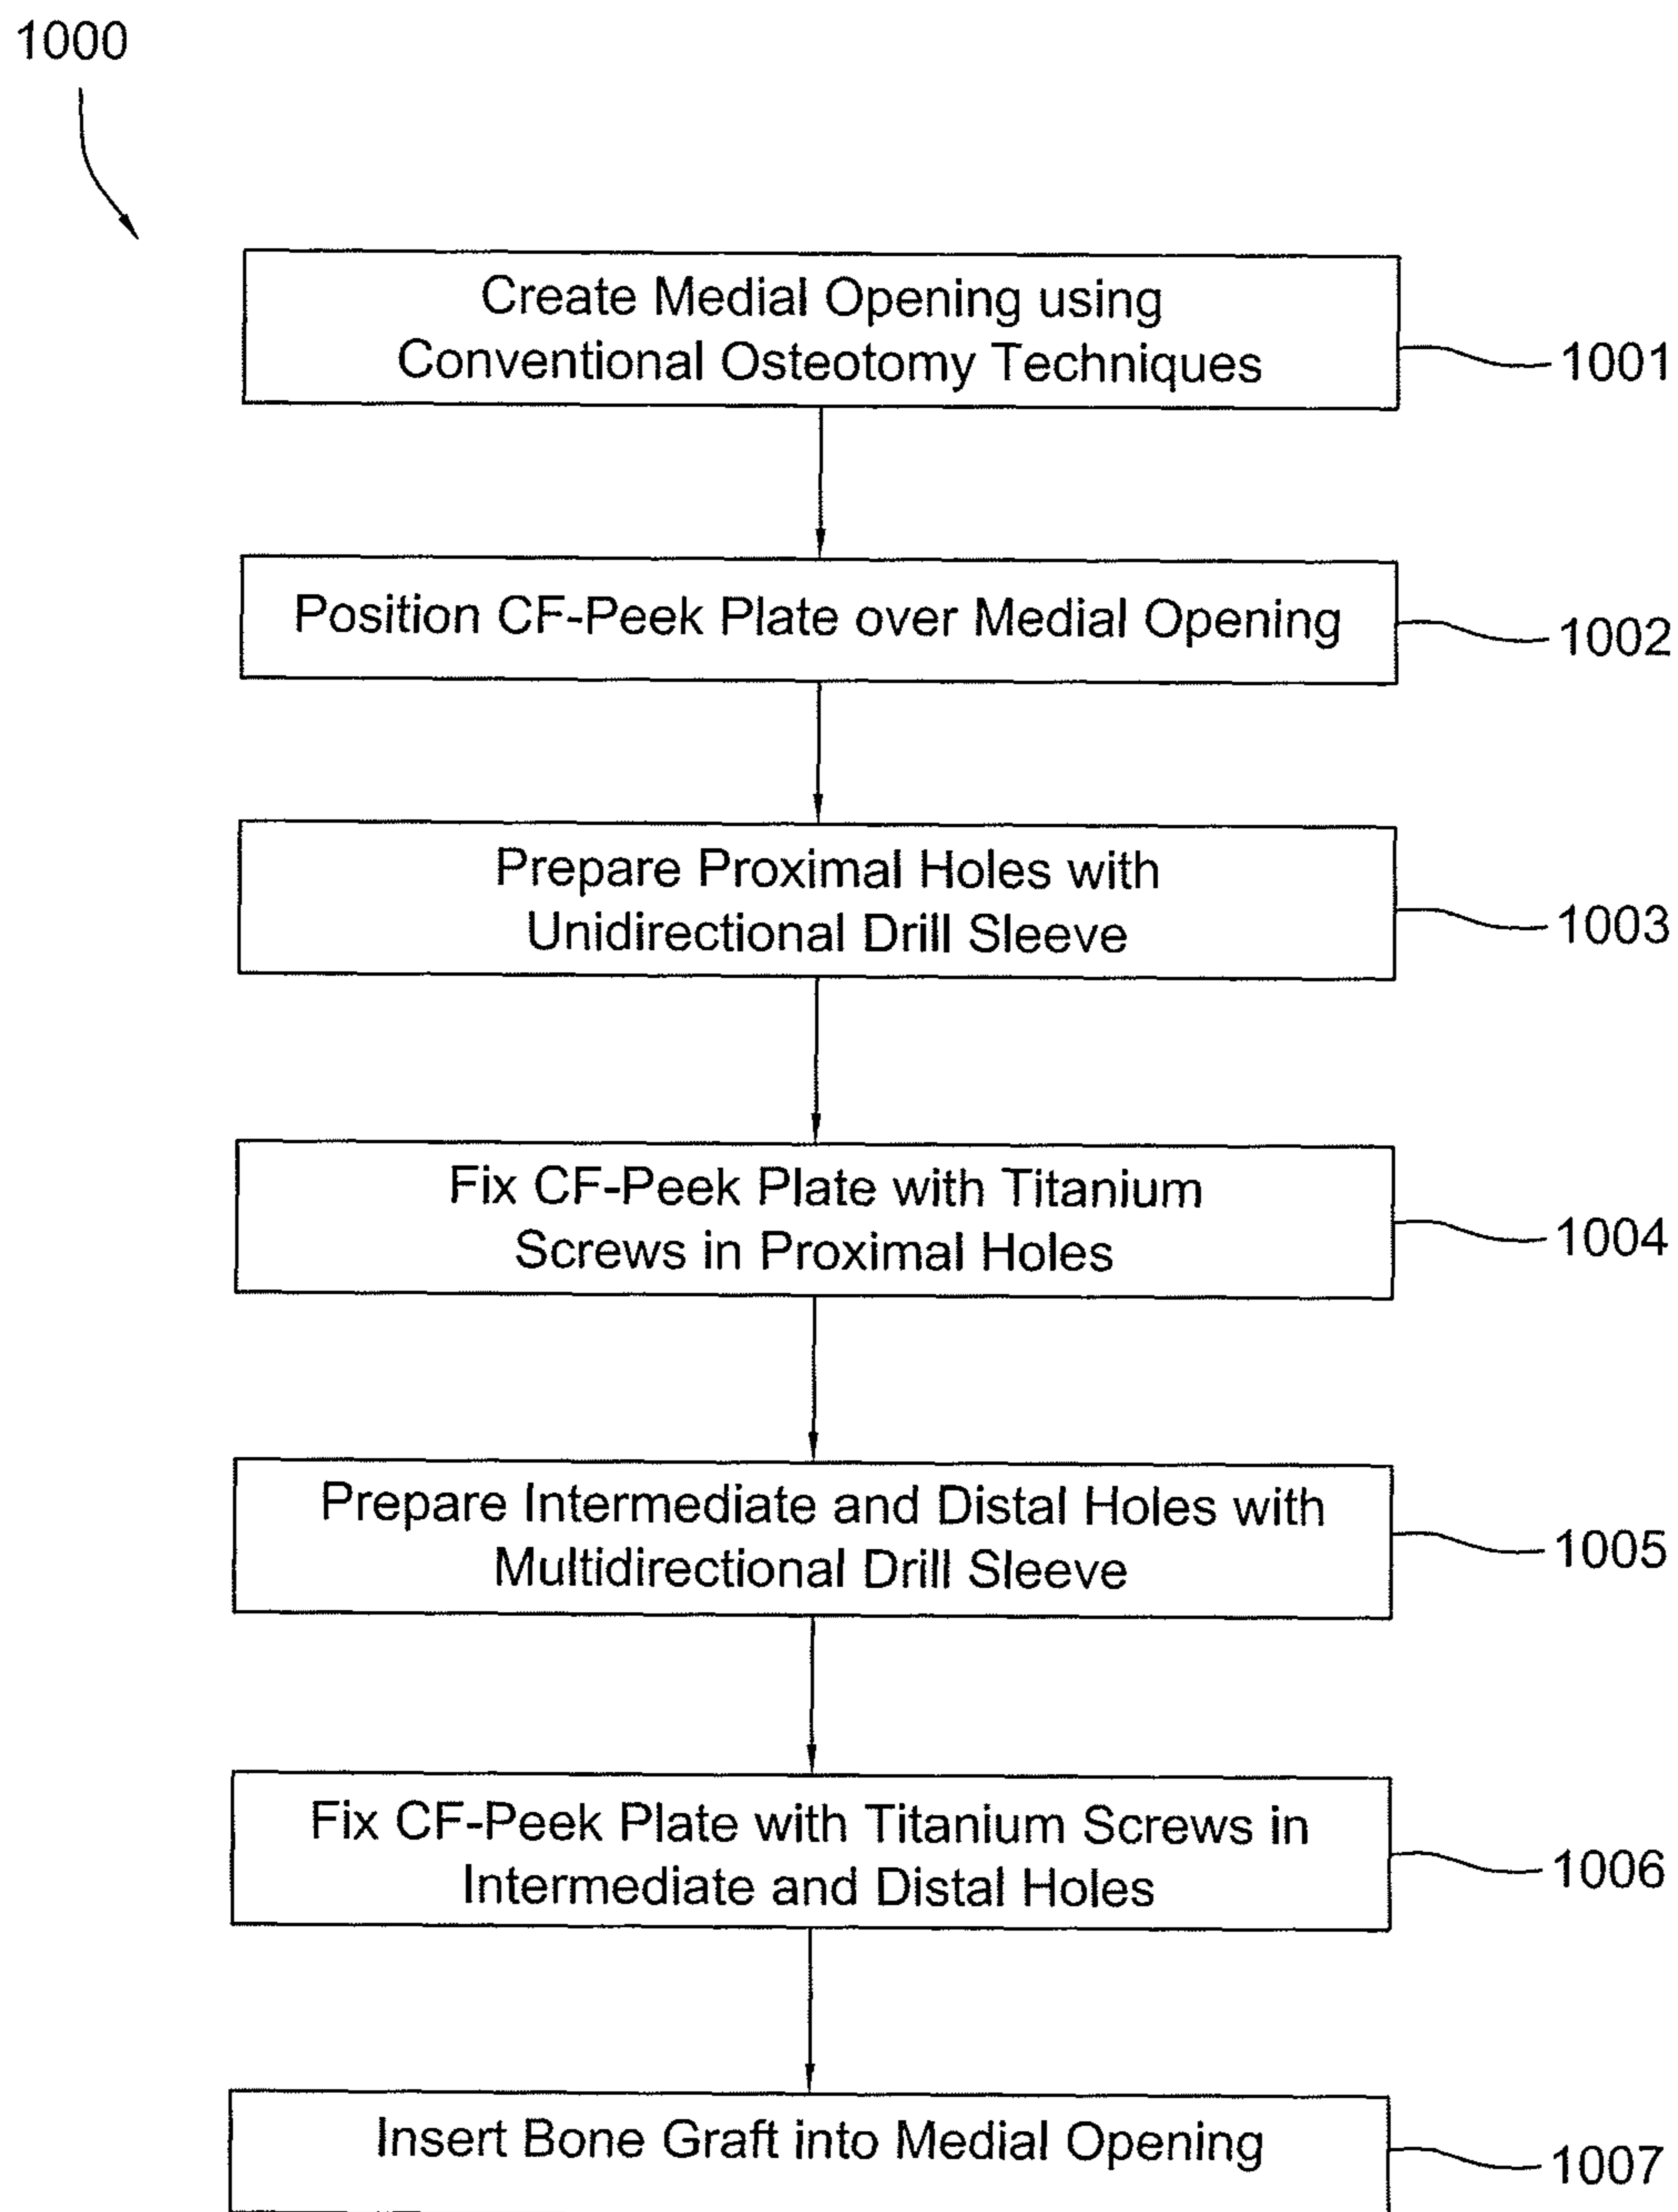 1000
Create Medial Opening using
Conventional Osteotomy Techniques
1001
Position CF-Peek Plate over Medial Opening
1002
Prepare Proximal Holes with
Unidirectional Drill Sleeve
1003
Fix CF-Peek Plate with Titanium
Screws in Proximal Holes
1004
Prepare Intermediate and Distal Holes with
Multidirectional Drill Sleeve
1005
Fix CF-Peek Plate with Titanium Screws in
Intermediate and Distal Holes
1006
Insert Bone Graft into Medial Opening
1007